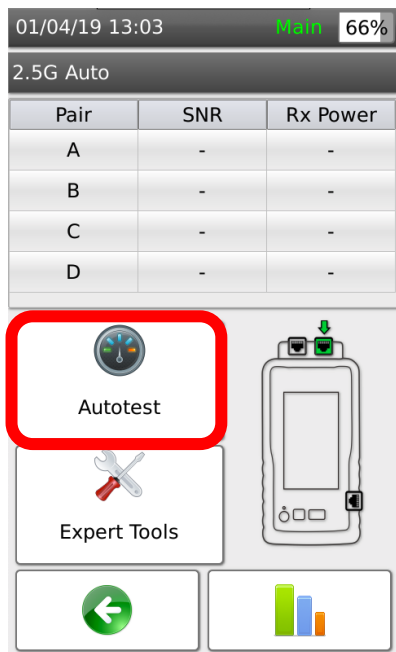 01/04/19 13:03 Main 66%
2.5G Auto
Pair SNR Rx Power
A - -
B - -
C - -
D - -
Autotest
Expert Tools